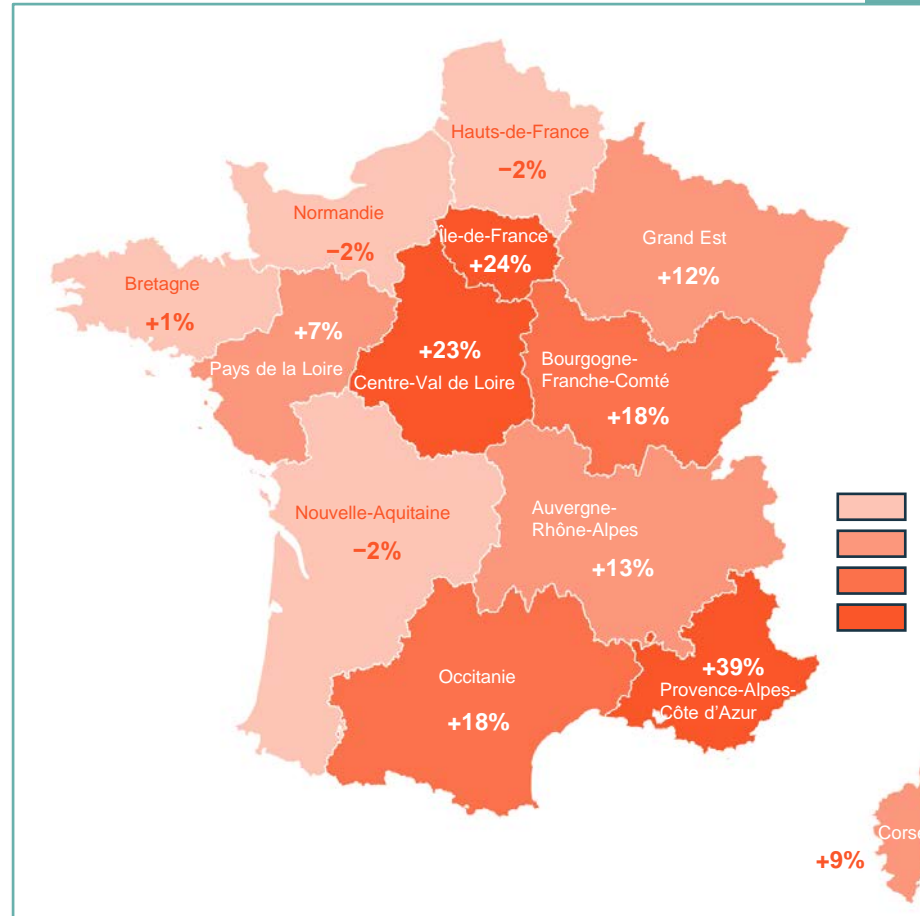 Hauts-de-France
−2%
Normandie
−2%
Île-de-France
+24%
Grand Est
+12%
Bretagne
+1%
+7%
Pays de la Loire
+23%
Centre-Val de Loire
Bourgogne-
Franche-Comté
+18%
Nouvelle-Aquitaine
−2%
Auvergne-
Rhône-Alpes
+13%
Occitanie
+18%
+39%
Provence-Alpes-
Côte d’Azur
Corse
+9%